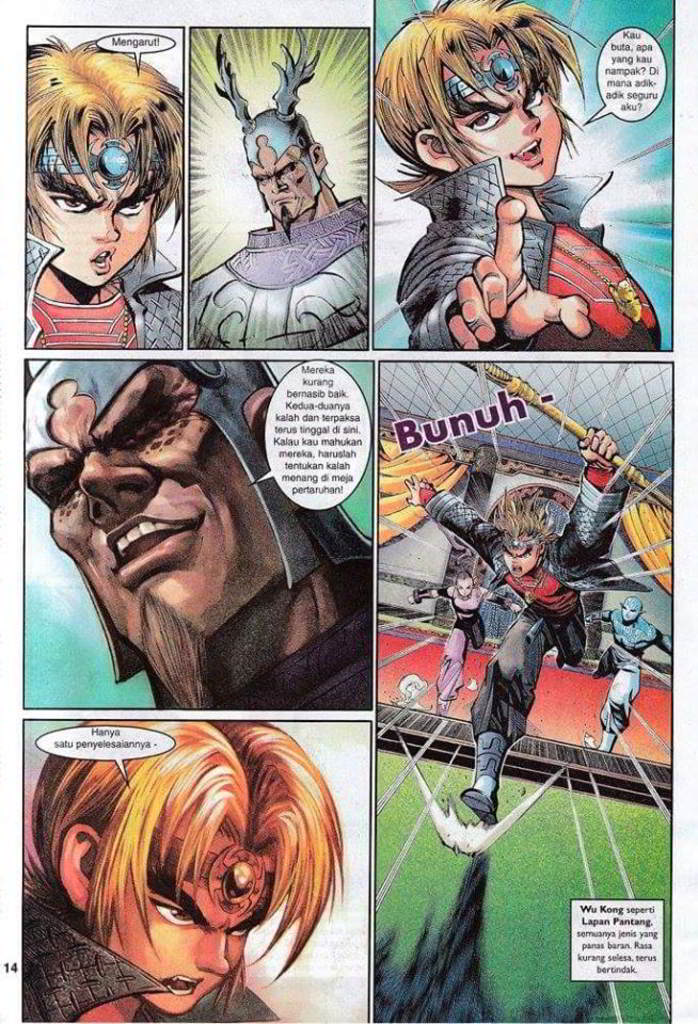 Mengarut!
Kau
buta, apa
yang kau
nampak? Di
mana adik-
adik seguru
aku?
Mereka
kurang
bernasib baik.
Kedua-duanya
kalah dan terpaksa
terus tinggal di sini.
Kalau kau mahukan
mereka, haruslah
tentukan kalah
menang di meja
pertaruhan!
Bunuh -
Hanya
satu penyelesaiannya -
Wu Kong seperti
Lapan Pantang,
semuanya jenis yang
panas baran. Rasa
kurang selesa, terus
bertindak.
14